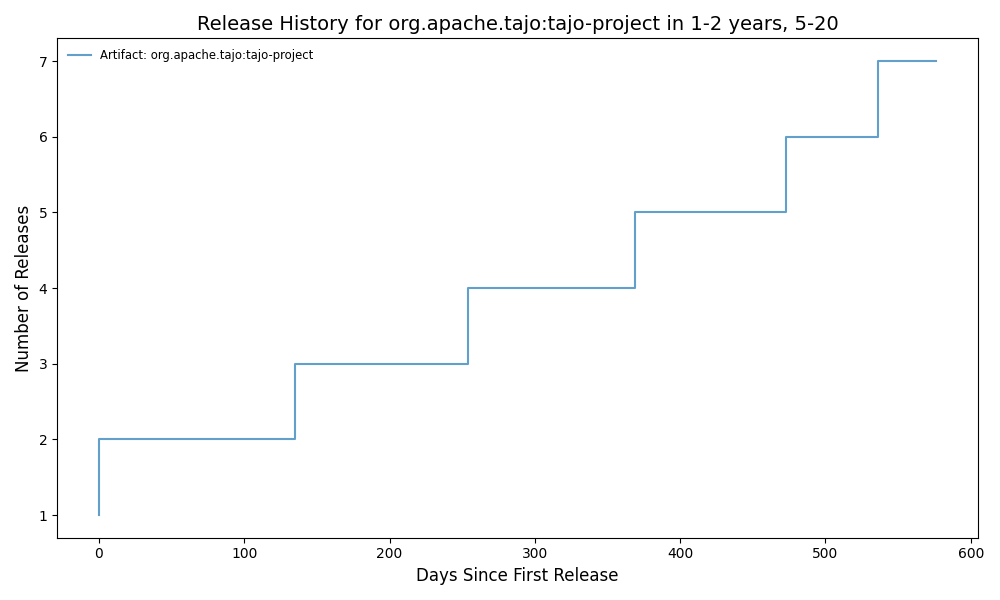 Release History for org.apache.tajo:tajo-project in 1-2 years, 5-20
Artifact: org.apache.tajo:tajo-project
Number of Releases
7
6
5
4
3
2
1
0 100 200 300 400 500 600
Days Since First Release